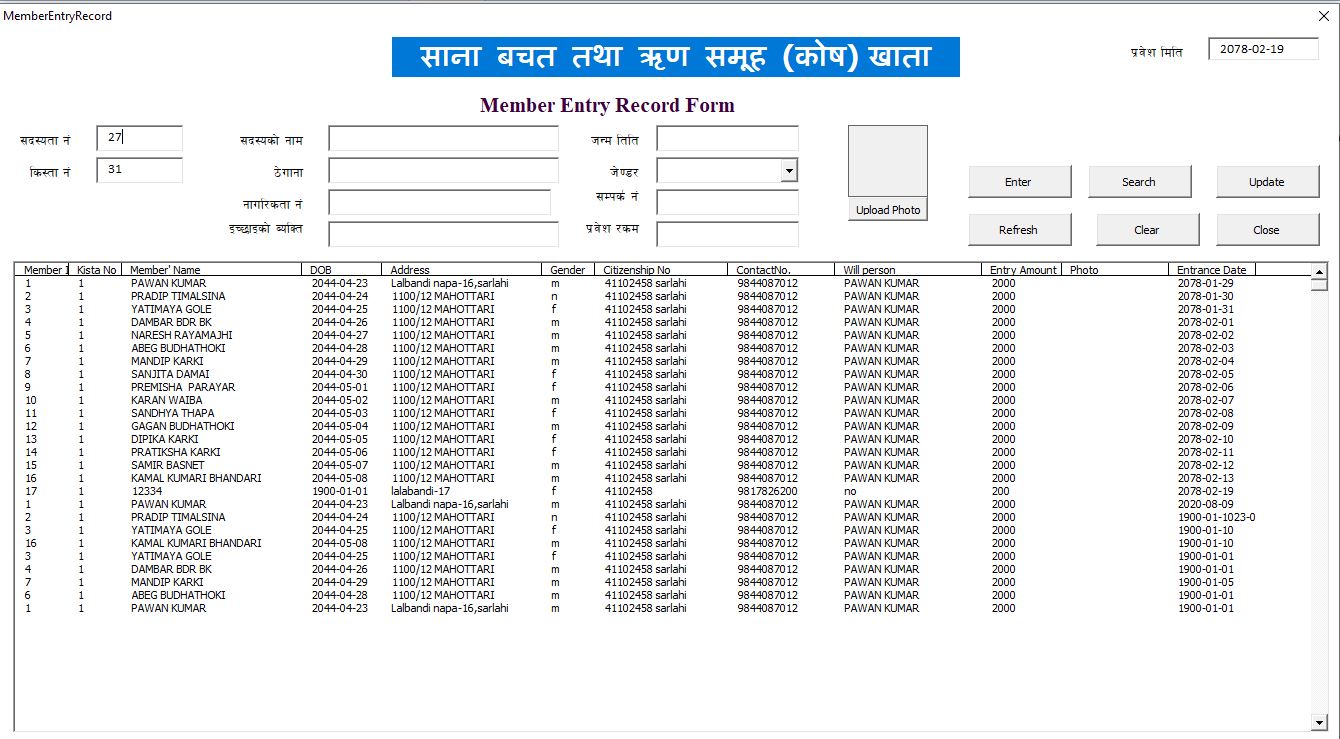 MemberEntryRecord
साना बचत तथा ऋण समूह (कोष) खाता
प्रवेश मिति 2078-02-19
Member Entry Record Form
सदस्यता नं 27 सदस्यको नाम जन्म तिति
किस्ता नं 31 ठेगाना जेण्डर Enter Search Update
नागरिकता नं सम्पर्क नं Upload Photo
इच्छाइको ब्यक्ति प्रवेश रकम Refresh Clear Close
Member I Kista No Member' Name DOB Address Gender Citizenship No ContactNo. Will person Entry Amount Photo Entrance Date
1 1 PAWAN KUMAR 2044-04-23 Lalbandi napa-16,sarlahi m 41102458 sarlahi 9844087012 PAWAN KUMAR 2000 2078-01-29
2 1 PRADIP TIMALSINA 2044-04-24 1100/12 MAHOTTARI n 41102458 sarlahi 9844087012 PAWAN KUMAR 2000 2078-01-30
3 1 YATIMAYA GOLE 2044-04-25 1100/12 MAHOTTARI f 41102458 sarlahi 9844087012 PAWAN KUMAR 2000 2078-01-31
4 1 DAMBAR BDR BK 2044-04-26 1100/12 MAHOTTARI m 41102458 sarlahi 9844087012 PAWAN KUMAR 2000 2078-02-01
5 1 NARESH RAYAMAJHI 2044-04-27 1100/12 MAHOTTARI m 41102458 sarlahi 9844087012 PAWAN KUMAR 2000 2078-02-02
6 1 ABEG BUDHATHOKI 2044-04-28 1100/12 MAHOTTARI m 41102458 sarlahi 9844087012 PAWAN KUMAR 2000 2078-02-03
7 1 MANDIP KARKI 2044-04-29 1100/12 MAHOTTARI m 41102458 sarlahi 9844087012 PAWAN KUMAR 2000 2078-02-04
8 1 SANJITA DAMAI 2044-04-30 1100/12 MAHOTTARI f 41102458 sarlahi 9844087012 PAWAN KUMAR 2000 2078-02-05
9 1 PREMISHA PARAYAR 2044-05-01 1100/12 MAHOTTARI f 41102458 sarlahi 9844087012 PAWAN KUMAR 2000 2078-02-06
10 1 KARAN WAIBA 2044-05-02 1100/12 MAHOTTARI m 41102458 sarlahi 9844087012 PAWAN KUMAR 2000 2078-02-07
11 1 SANDHYA THAPA 2044-05-03 1100/12 MAHOTTARI f 41102458 sarlahi 9844087012 PAWAN KUMAR 2000 2078-02-08
12 1 GAGAN BUDHATHOKI 2044-05-04 1100/12 MAHOTTARI m 41102458 sarlahi 9844087012 PAWAN KUMAR 2000 2078-02-09
13 1 DIPIKA KARKI 2044-05-05 1100/12 MAHOTTARI f 41102458 sarlahi 9844087012 PAWAN KUMAR 2000 2078-02-10
14 1 PRATIKSHA KARKI 2044-05-06 1100/12 MAHOTTARI f 41102458 sarlahi 9844087012 PAWAN KUMAR 2000 2078-02-11
15 1 SAMIR BASNET 2044-05-07 1100/12 MAHOTTARI m 41102458 sarlahi 9844087012 PAWAN KUMAR 2000 2078-02-12
16 1 KAMAL KUMARI BHANDARI 2044-05-08 1100/12 MAHOTTARI m 41102458 sarlahi 9844087012 PAWAN KUMAR 2000 2078-02-13
17 1 12334 1900-01-01 lalabandi-17 f 41102458 9817826200 no 200 2078-02-19
1 1 PAWAN KUMAR 2044-04-23 Lalbandi napa-16,sarlahi m 41102458 sarlahi 9844087012 PAWAN KUMAR 2000 2020-08-09
2 1 PRADIP TIMALSINA 2044-04-24 1100/12 MAHOTTARI n 41102458 sarlahi 9844087012 PAWAN KUMAR 2000 1900-01-1023-0
3 1 YATIMAYA GOLE 2044-04-25 1100/12 MAHOTTARI f 41102458 sarlahi 9844087012 PAWAN KUMAR 2000 1900-01-10
16 1 KAMAL KUMARI BHANDARI 2044-05-08 1100/12 MAHOTTARI m 41102458 sarlahi 9844087012 PAWAN KUMAR 2000 1900-01-10
3 1 YATIMAYA GOLE 2044-04-25 1100/12 MAHOTTARI f 41102458 sarlahi 9844087012 PAWAN KUMAR 2000 1900-01-01
4 1 DAMBAR BDR BK 2044-04-26 1100/12 MAHOTTARI m 41102458 sarlahi 9844087012 PAWAN KUMAR 2000 1900-01-01
7 1 MANDIP KARKI 2044-04-29 1100/12 MAHOTTARI m 41102458 sarlahi 9844087012 PAWAN KUMAR 2000 1900-01-05
6 1 ABEG BUDHATHOKI 2044-04-28 1100/12 MAHOTTARI m 41102458 sarlahi 9844087012 PAWAN KUMAR 2000 1900-01-01
1 1 PAWAN KUMAR 2044-04-23 Lalbandi napa-16,sarlahi m 41102458 sarlahi 9844087012 PAWAN KUMAR 2000 1900-01-01